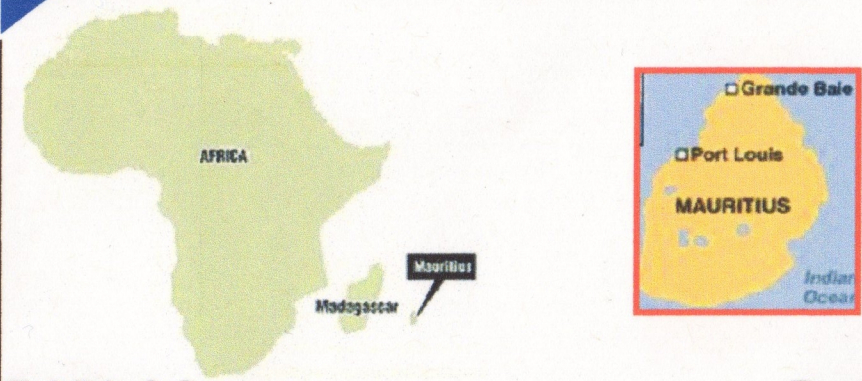 AFRICA
Mauritius
Madagascar
Grande Baie
Port Louis
MAURITIUS
Indian
Ocean